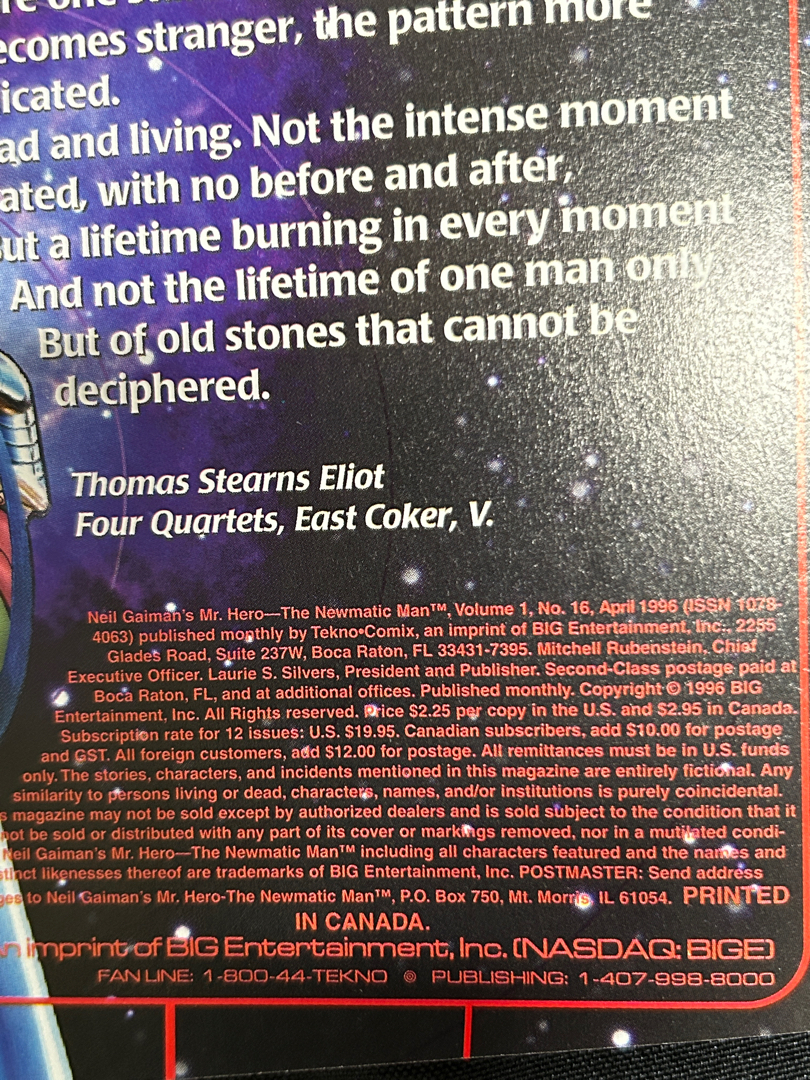 re one
ecomes stranger, the pattern more
icated.
ad and living. Not the intense moment
ated, with no before and after,
ut a lifetime burning in every moment
And not the lifetime of one man only
But of old stones that cannot be
deciphered.
Thomas Stearns Eliot
Four Quartets, East Coker, V.
Neil Gaiman's Mr. Hero—The Newmatic Man™, Volume 1, No. 16, April 1996 (ISSN 1078-
4063) published monthly by Tekno•Comix, an imprint of BIG Entertainment, Inc., 2255
Glades Road, Suite 237W, Boca Raton, FL 33431-7395. Mitchell Rubenstein, Chief
Executive Officer. Laurie S. Silvers, President and Publisher. Second-Class postage paid at
Boca Raton, FL, and at additional offices. Published monthly. Copyright © 1996 BIG
Entertainment, Inc. All Rights reserved. Price $2.25 per copy in the U.S. and $2.95 in Canada.
Subscription rate for 12 issues: U.S. $19.95. Canadian subscribers, add $10.00 for postage
and GST. All foreign customers, add $12.00 for postage. All remittances must be in U.S. funds
only. The stories, characters, and incidents mentioned in this magazine are entirely fictional. Any
similarity to persons living or dead, characters, names, and/or institutions is purely coincidental.
s magazine may not be sold except by authorized dealers and is sold subject to the condition that it
not be sold or distributed with any part of its cover or markings removed, nor in a mutilated condi-
Neil Gaiman's Mr. Hero—The Newmatic Man™ including all characters featured and the names and
stinct likenesses thereof are trademarks of BIG Entertainment, Inc. POSTMASTER: Send address
ges to Neil Gaiman's Mr. Hero-The Newmatic Man™, P.O. Box 750, Mt. Morris, IL 61054. PRINTED
IN CANADA.
An imprint of BIG Entertainment, Inc. (NASDAQ: BIGE)
FAN LINE: 1-800-44-TEKNO PUBLISHING: 1-407-998-8000